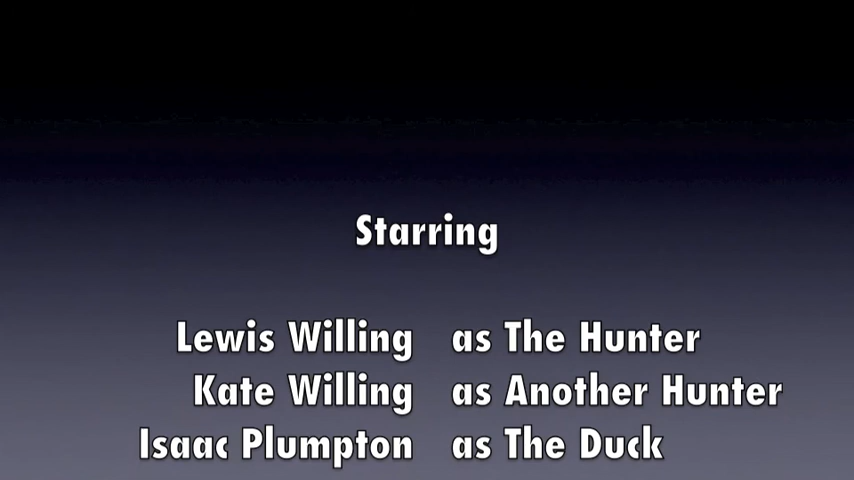 Starring
Lewis Willing as The Hunter
Kate Willing as Another Hunter
Isaac Plumpton as The Duck